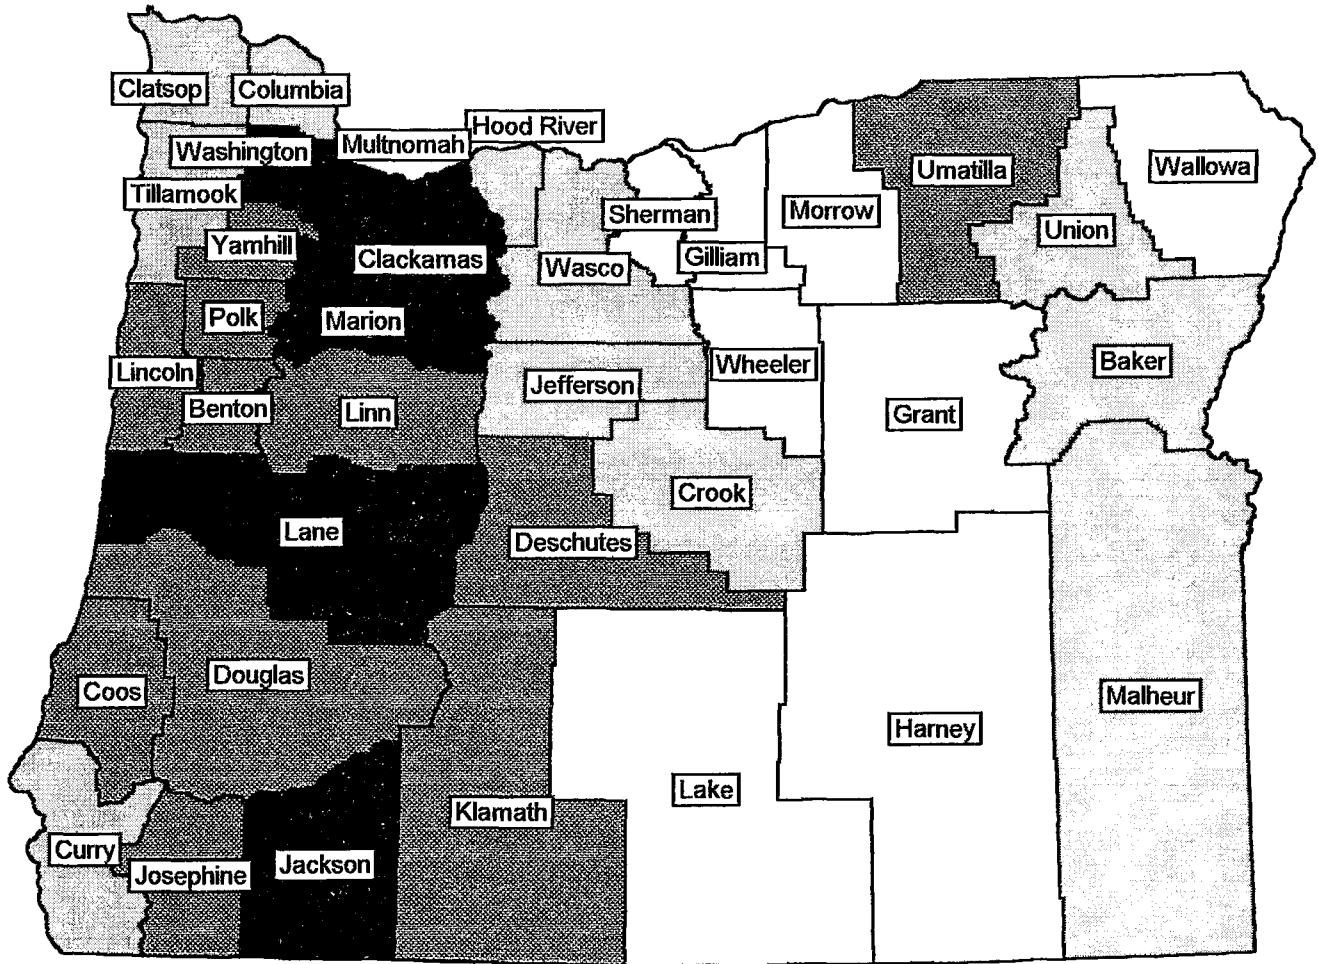 Clatsop
Columbia
Hood River
Multnomah
Washington
Umatilla
Wallowa
Tillamook
Sherman
Morrow
Union
Yamhill
Clackamas
Wasco
Gilliam
Polk
Marion
Wheeler
Baker
Lincoln
Jefferson
Benton
Linn
Grant
Crook
Lane
Deschutes
Douglas
Coos
Malheur
Harney
Lake
Klamath
Curry
Jackson
Josephine